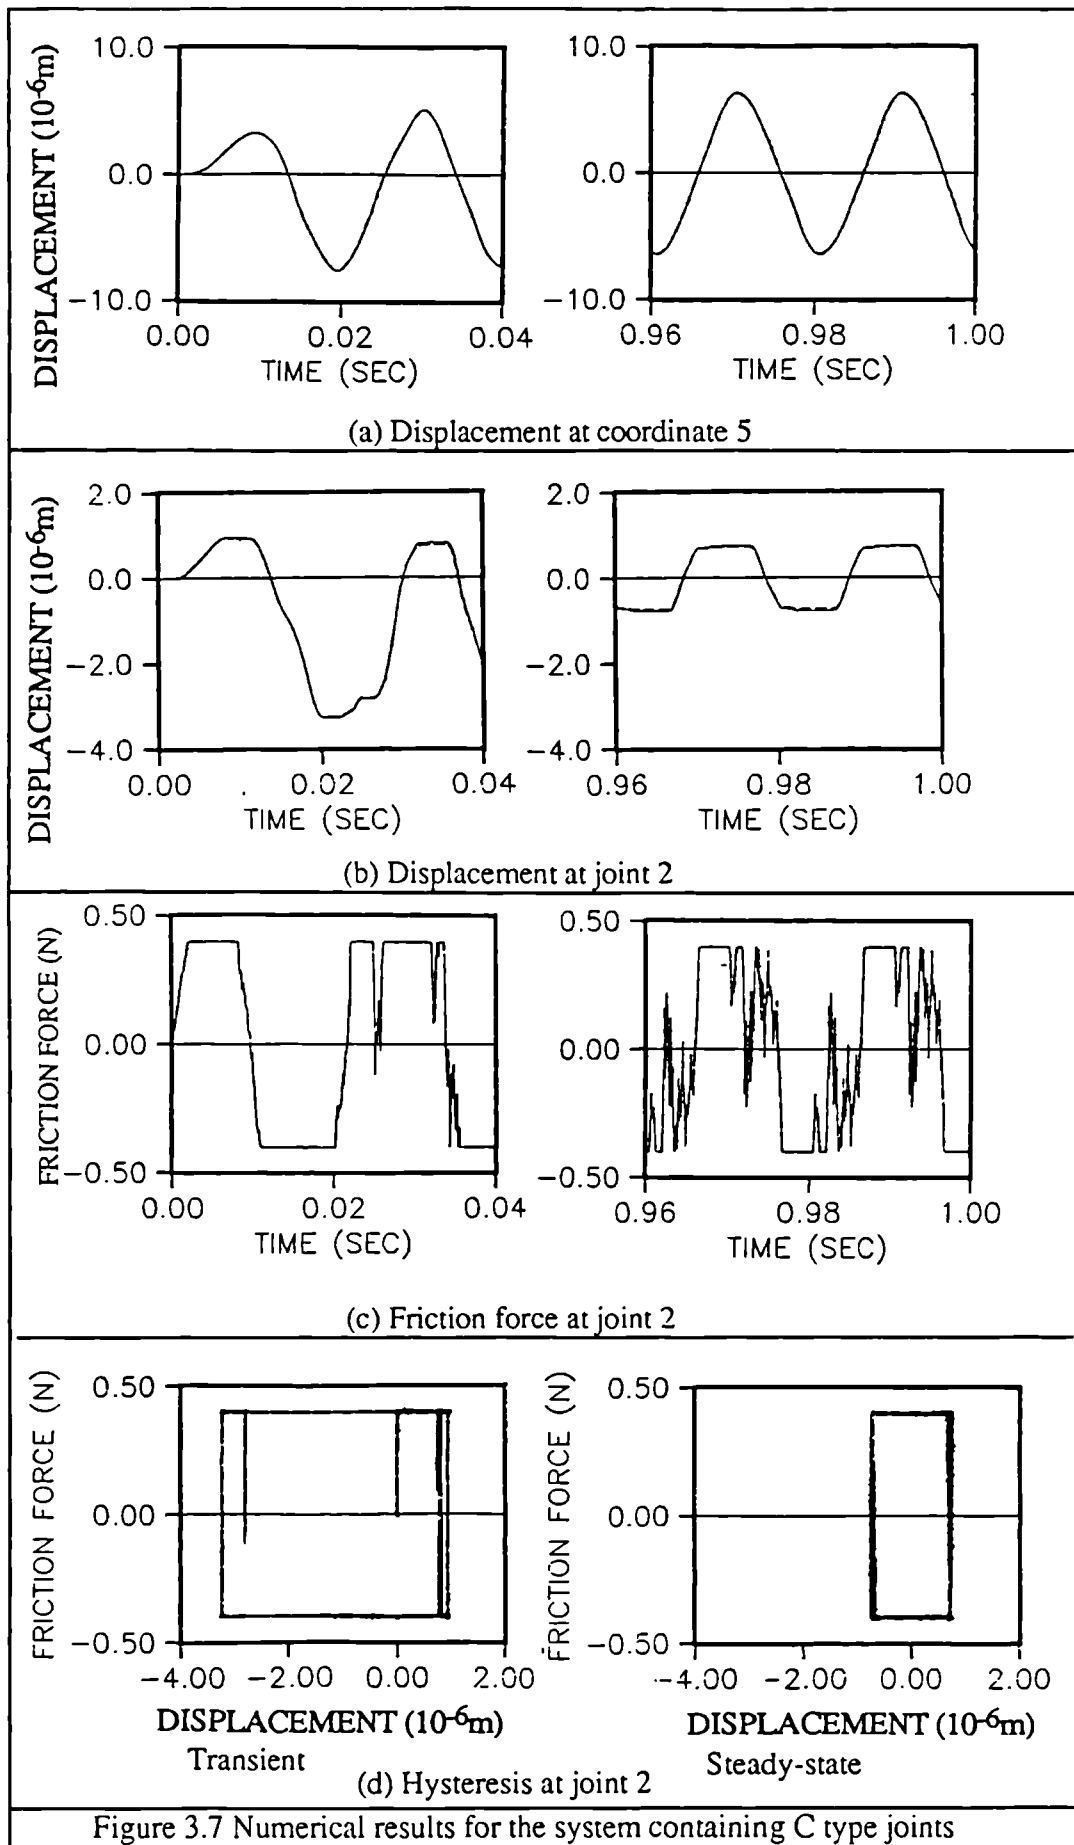 DISPLACEMENT (10-6m)
10.0
0.0
-10.0
0.00 0.02 0.04
TIME (SEC)
10.0
0.0
-10.0
0.96 0.98 1.00
TIME (SEC)
(a) Displacement at coordinate 5
DISPLACEMENT (10-6m)
2.0
0.0
-2.0
-4.0
0.00 0.02 0.04
TIME (SEC)
2.0
0.0
-2.0
-4.0
0.96 0.98 1.00
TIME (SEC)
(b) Displacement at joint 2
FRICTION FORCE (N)
0.50
0.00
-0.50
0.00 0.02 0.04
TIME (SEC)
0.50
0.00
-0.50
0.96 0.98 1.00
TIME (SEC)
(c) Friction force at joint 2
FRICTION FORCE (N)
0.50
0.00
-0.50
-4.00 -2.00 0.00 2.00
DISPLACEMENT (10-6m)
Transient
FRICTION FORCE (N)
0.50
0.00
-0.50
-4.00 -2.00 0.00 2.00
DISPLACEMENT (10-6m)
Steady-state
(d) Hysteresis at joint 2
Figure 3.7 Numerical results for the system containing C type joints